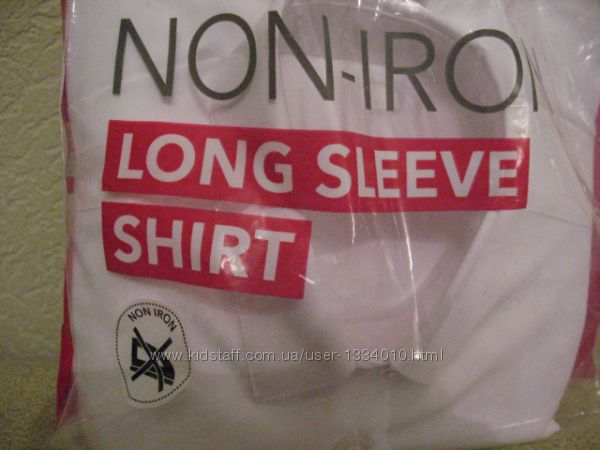 NON-IRON
LONG SLEEVE
SHIRT
NON IRON
www.kidstaff.com.ua/user-1334010.html